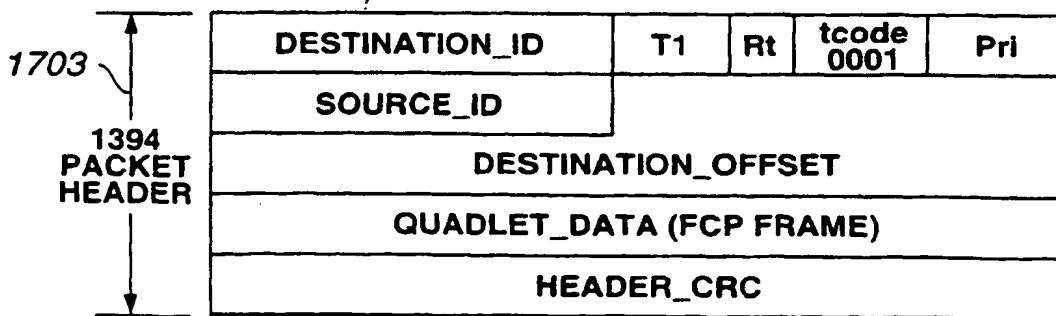 DESTINATION_ID T1 Rt tcode 0001 Pri
1703
SOURCE_ID
1394 PACKET HEADER
DESTINATION_OFFSET
QUADLET_DATA (FCP FRAME)
HEADER_CRC